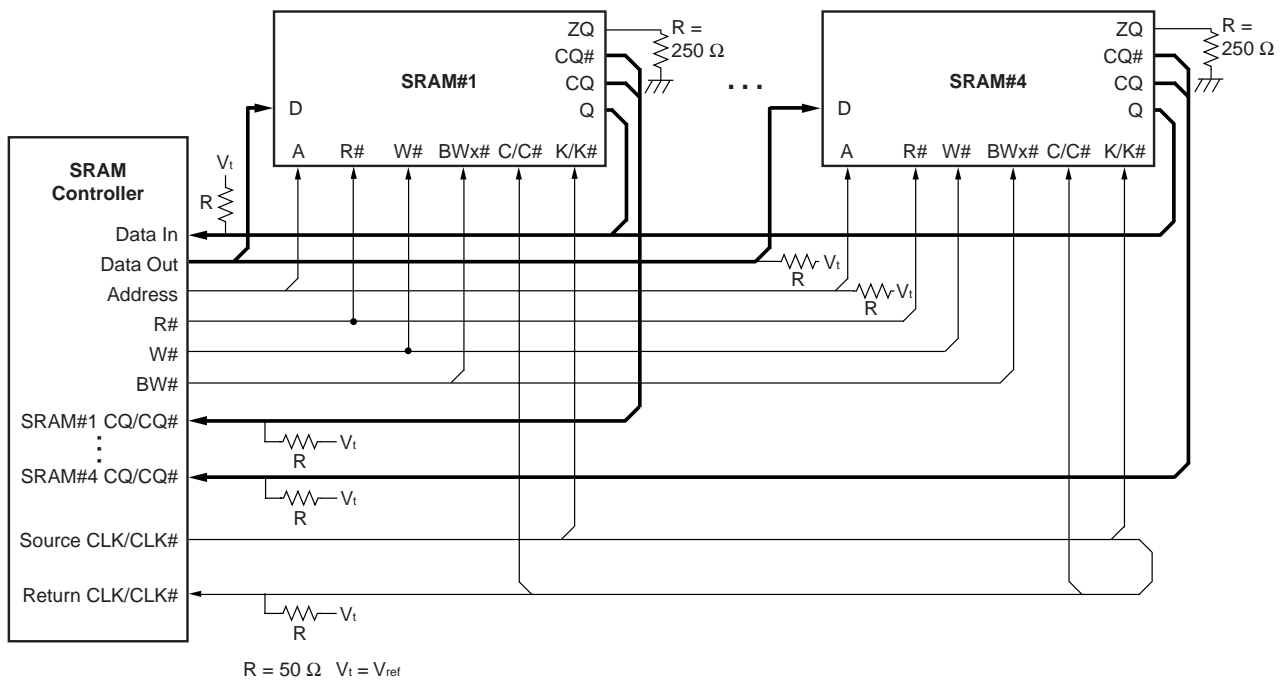 ZQ
R =
250 Ω
CQ#
SRAM#1
CQ
D
Q
A R# W# BWx# C/C# K/K#
...
ZQ
R =
250 Ω
CQ#
SRAM#4
CQ
D
Q
A R# W# BWx# C/C# K/K#
SRAM
Controller
Vt
R
Data In
Data Out
Vt
R
Address
Vt
R
R#
W#
BW#
SRAM#1 CQ/CQ#
Vt
R
⋮
SRAM#4 CQ/CQ#
Vt
R
Source CLK/CLK#
Return CLK/CLK#
Vt
R
R = 50 Ω Vt = Vref